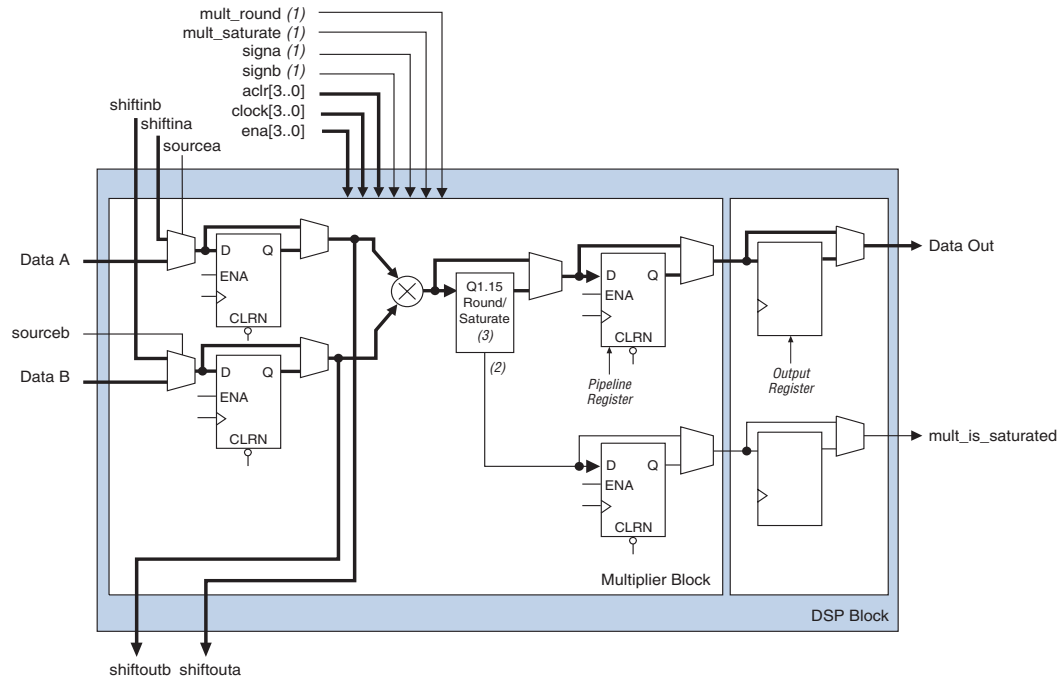 mult_round (1)
mult_saturate (1)
signa (1)
signb (1)
aclr[3..0]
clock[3..0]
ena[3..0]
shiftinb
shiftina
sourcea
Data A
D Q
ENA
CLRN
sourceb
Data B
D Q
ENA
CLRN
Q1.15
Round/
Saturate
(3)
(2)
D Q
ENA
CLRN
Pipeline
Register
Output
Register
Data Out
D Q
ENA
CLRN
mult_is_saturated
Multiplier Block
DSP Block
shiftoutb shiftouta